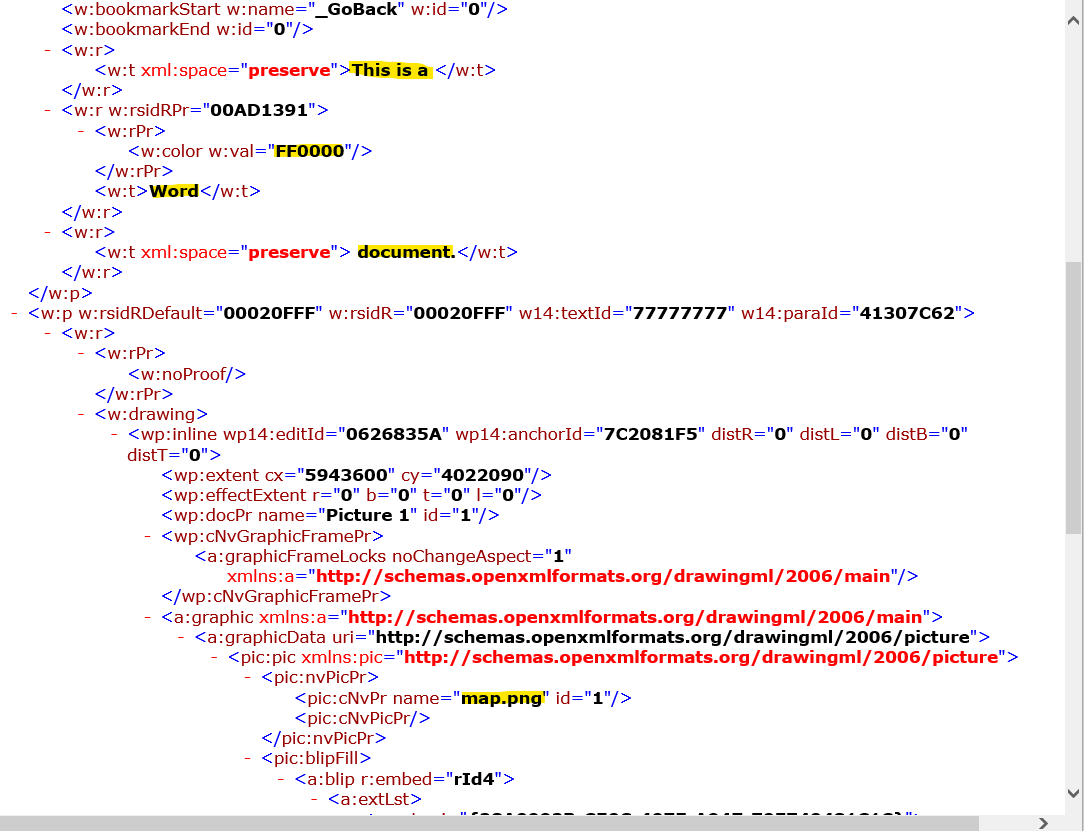 <w:bookmarkStart w:name="_GoBack" w:id="0"/>
<w:bookmarkEnd w:id="0"/>
- <w:r>
<w:t xml:space="preserve">This is a </w:t>
</w:r>
- <w:r w:rsidRPr="00AD1391">
- <w:rPr>
<w:color w:val="FF0000"/>
</w:rPr>
<w:t>Word</w:t>
</w:r>
- <w:r>
<w:t xml:space="preserve"> document.</w:t>
</w:r>
</w:p>
- <w:p w:rsidRDefault="00020FFF" w:rsidR="00020FFF" w14:textId="77777777" w14:paraId="41307C62">
- <w:r>
- <w:rPr>
<w:noProof/>
</w:rPr>
- <w:drawing>
- <wp:inline wp14:editId="0626835A" wp14:anchorId="7C2081F5" distR="0" distL="0" distB="0"
distT="0">
<wp:extent cx="5943600" cy="4022090"/>
<wp:effectExtent r="0" b="0" t="0" l="0"/>
<wp:docPr name="Picture 1" id="1"/>
- <wp:cNvGraphicFramePr>
<a:graphicFrameLocks noChangeAspect="1"
xmlns:a="http://schemas.openxmlformats.org/drawingml/2006/main"/>
</wp:cNvGraphicFramePr>
- <a:graphic xmlns:a="http://schemas.openxmlformats.org/drawingml/2006/main">
- <a:graphicData uri="http://schemas.openxmlformats.org/drawingml/2006/picture">
- <pic:pic xmlns:pic="http://schemas.openxmlformats.org/drawingml/2006/picture">
- <pic:nvPicPr>
<pic:cNvPr name="map.png" id="1"/>
<pic:cNvPicPr/>
</pic:nvPicPr>
- <pic:blipFill>
- <a:blip r:embed="rId4">
- <a:extLst>